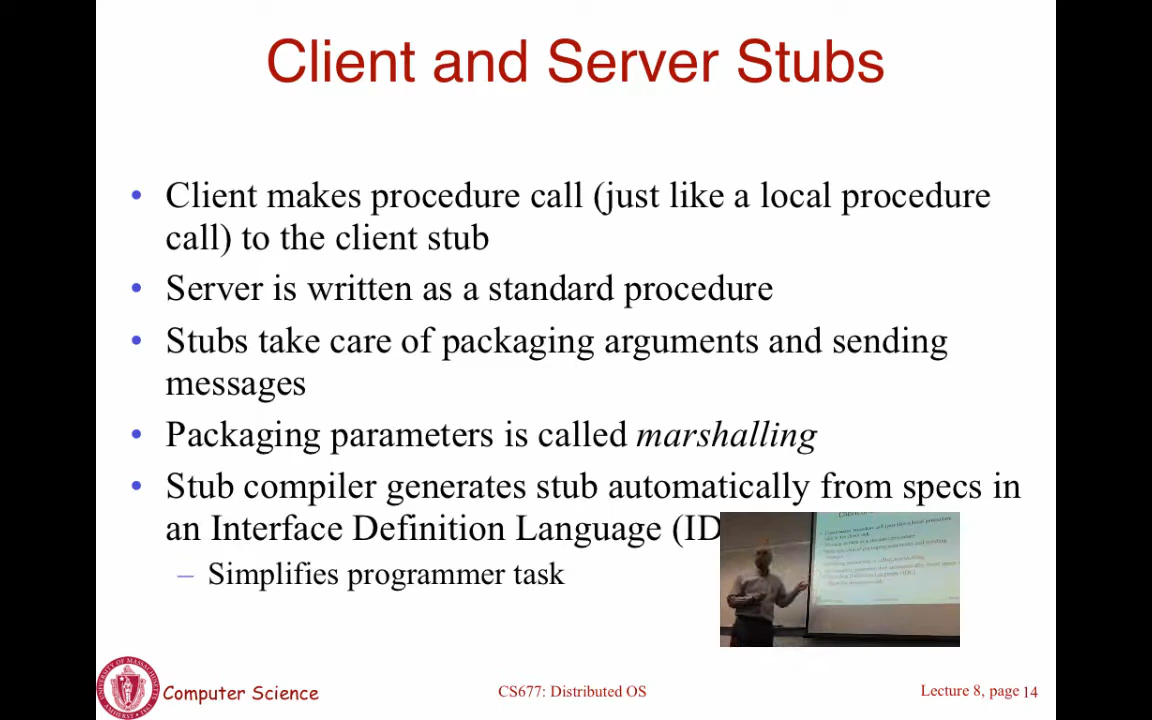 Client and Server Stubs
• Client makes procedure call (just like a local procedure
call) to the client stub
• Server is written as a standard procedure
• Stubs take care of packaging arguments and sending
messages
• Packaging parameters is called marshalling
• Stub compiler generates stub automatically from specs in
an Interface Definition Language (ID
– Simplifies programmer task
Computer Science
CS677: Distributed OS
Lecture 8, page 14